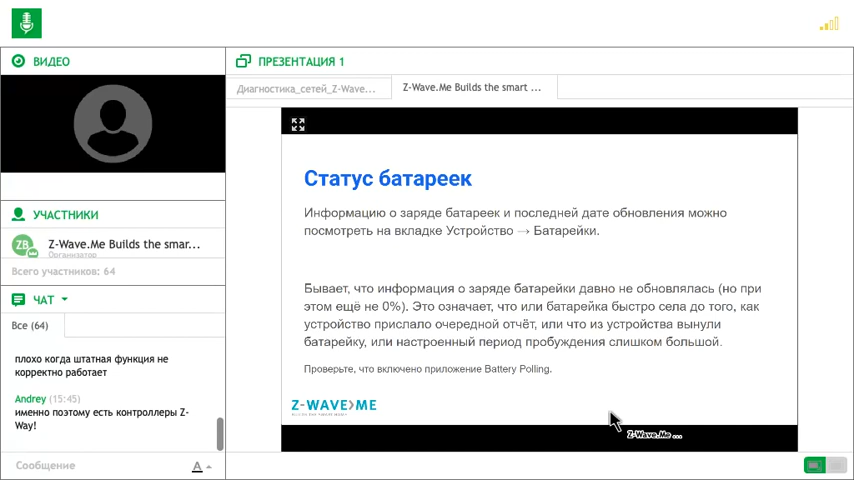 ВИДЕО
ПРЕЗЕНТАЦИЯ 1
Диагностика_сетей_Z-Wave...
Z-Wave.Me Builds the smart ...
Статус батареек
Информацию о заряде батареек и последней дате обновления можно
посмотреть на вкладке Устройство → Батарейки.
Бывает, что информация о заряде батарейки давно не обновлялась (но при
этом ещё не 0%). Это означает, что или батарейка быстро села до того, как
устройство прислало очередной отчёт, или что из устройства вынули
батарейку, или настроенный период пробуждения слишком большой.
Проверьте, что включено приложение Battery Polling.
Z-WAVE>ME
Z-Wave.Me ...
УЧАСТНИКИ
ZB
Z-Wave.Me Builds the smar...
Организатор
Всего участников: 64
ЧАТ
Все (64)
плохо когда штатная функция не
корректно работает
Andrey (15:45)
именно поэтому есть контроллеры Z-
Way!
Сообщение
A